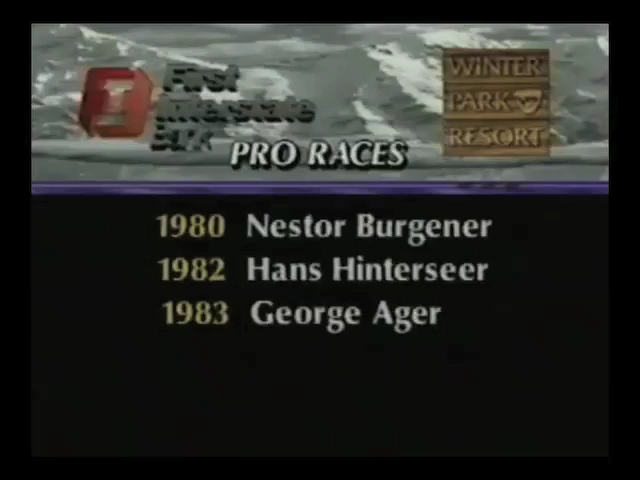 First
Interstate
Bank
WINTER
PARK
RESORT
PRO RACES
1980 Nestor Burgener
1982 Hans Hinterseer
1983 George Ager